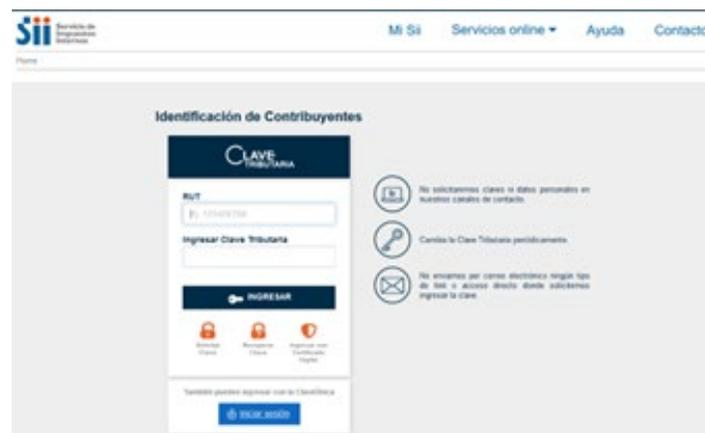 Sii Servicio de
Impuestos
Internos
Mi Sii Servicios online Ayuda Contacto
Home
Identificación de Contribuyentes
CLAVE
TRIBUTARIA
RUT
Ingresar Clave Tributaria
INGRESAR
Solicitar Clave
Recuperar Clave
Ingresar con Certificado Digital
No solicitaremos claves ni datos personales en
nuestros canales de contacto.
Cambia la Clave Tributaria periódicamente.
No enviamos por correo electrónico ningún tipo
de link o acceso directo donde solicitemos
ingresar la clave.
También puedes ingresar con tu ClaveÚnica
Iniciar sesión